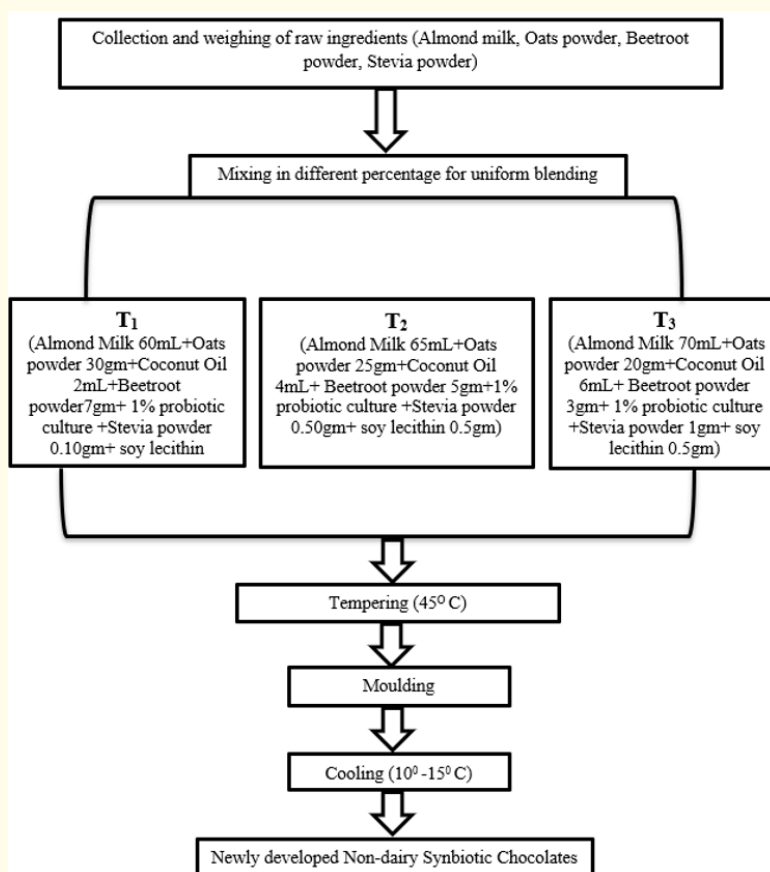 Collection and weighing of raw ingredients (Almond milk, Oats powder, Beetroot
powder, Stevia powder)
Mixing in different percentage for uniform blending
T1
(Almond Milk 60mL+Oats
powder 30gm+Coconut Oil
2mL+Beetroot
powder7gm+ 1% probiotic
culture +Stevia powder
0.10gm+ soy lecithin
T2
(Almond Milk 65mL+Oats
powder 25gm+Coconut Oil
4mL+ Beetroot powder 5gm+1%
probiotic culture +Stevia powder
0.50gm+ soy lecithin 0.5gm)
T3
(Almond Milk 70mL+Oats
powder 20gm+Coconut Oil
6mL+ Beetroot powder
3gm+ 1% probiotic culture
+Stevia powder 1gm+ soy
lecithin 0.5gm)
Tempering (45⁰ C)
Moulding
Cooling (10⁰ -15⁰ C)
Newly developed Non-dairy Synbiotic Chocolates